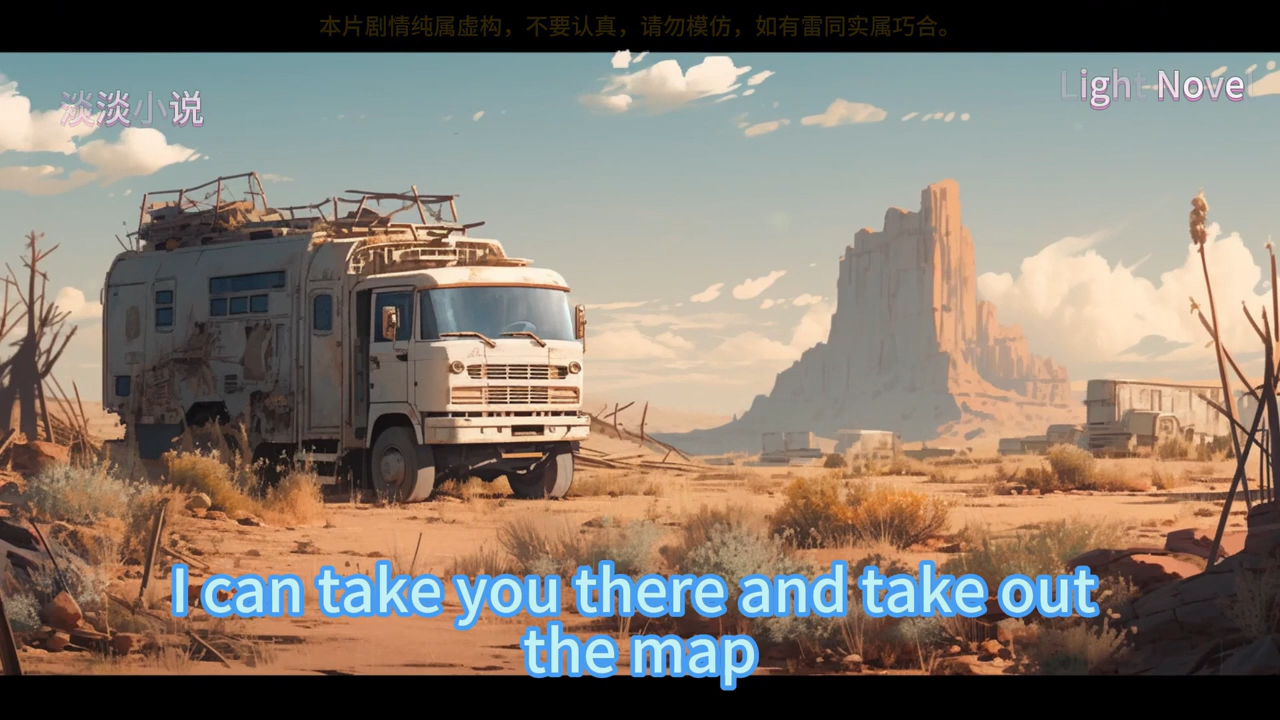 本片剧情纯属虚构，不要认真，请勿模仿，如有雷同实属巧合。
淡淡小说
Light Novel
I can take you there and take out
the map